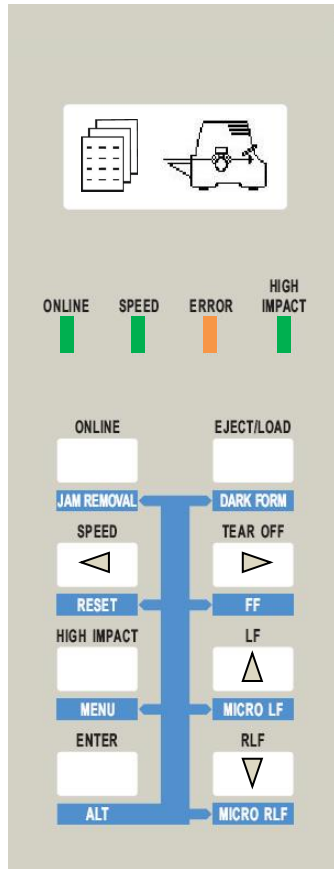 HIGH
ONLINE SPEED ERROR IMPACT
ONLINE EJECT/LOAD
JAM REMOVAL DARK FORM
SPEED TEAR OFF
RESET FF
HIGH IMPACT LF
MENU MICRO LF
ENTER RLF
ALT MICRO RLF